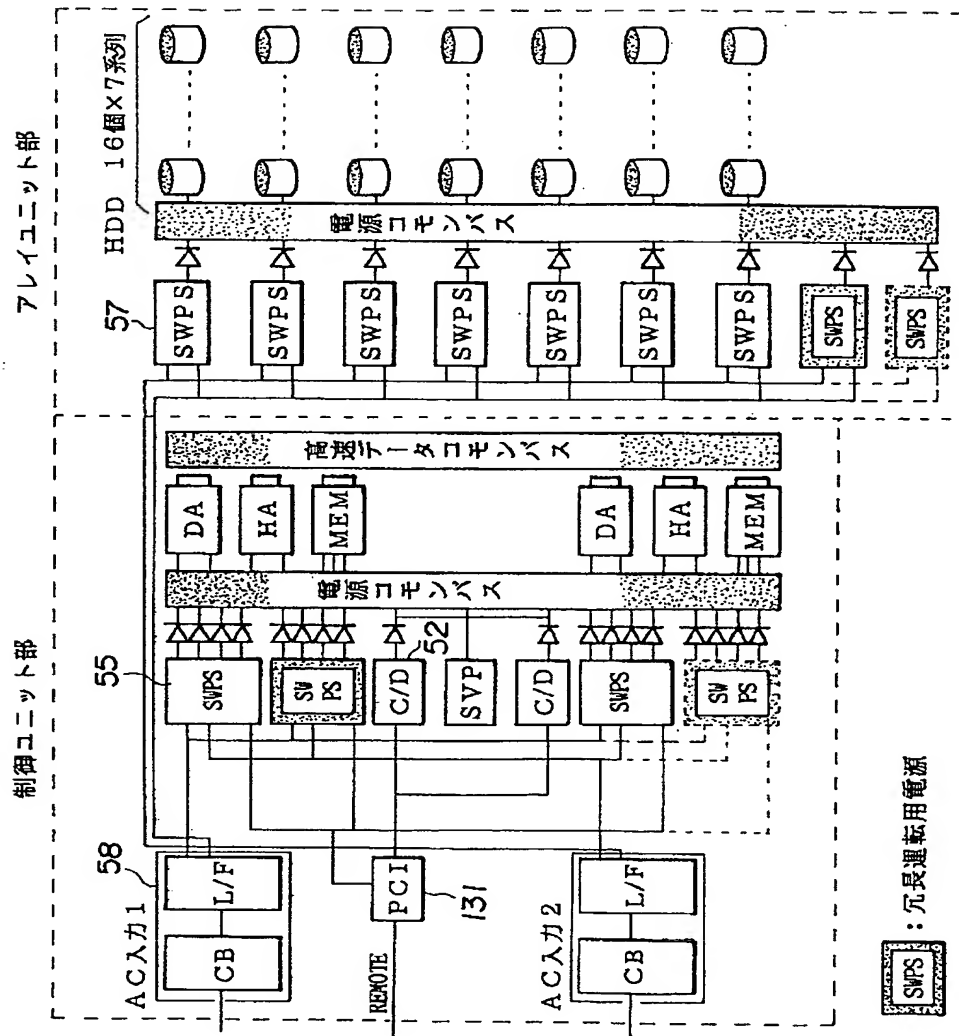 アレイユニット部
HDD 16個×7系列
57
SWPS
SWPS
SWPS
SWPS
SWPS
SWPS
SWPS
SWPS
SWPS
電源コモンバス
制御ユニット部
高速データコモンバス
DA
HA
MEM
DA
HA
MEM
電源コモンバス
55
SWPS
SW
PS
C/D
52
SVP
C/D
SWPS
SW
PS
58
AC入力1
CB
L/F
REMOTE
PCI
131
AC入力2
CB
L/F
SWPS
:冗長運転用電源